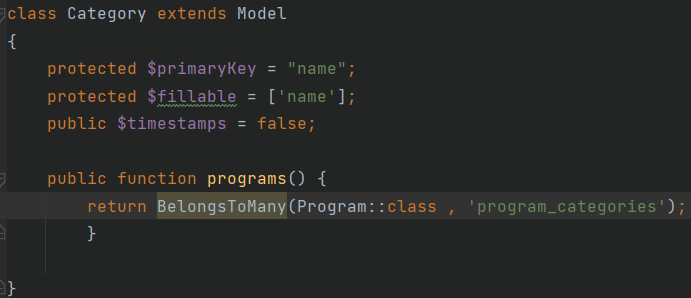 class Category extends Model
{
    protected $primaryKey = "name";
    protected $fillable = ['name'];
    public $timestamps = false;

    public function programs() {
        return BelongsToMany(Program::class , 'program_categories');
        }

}